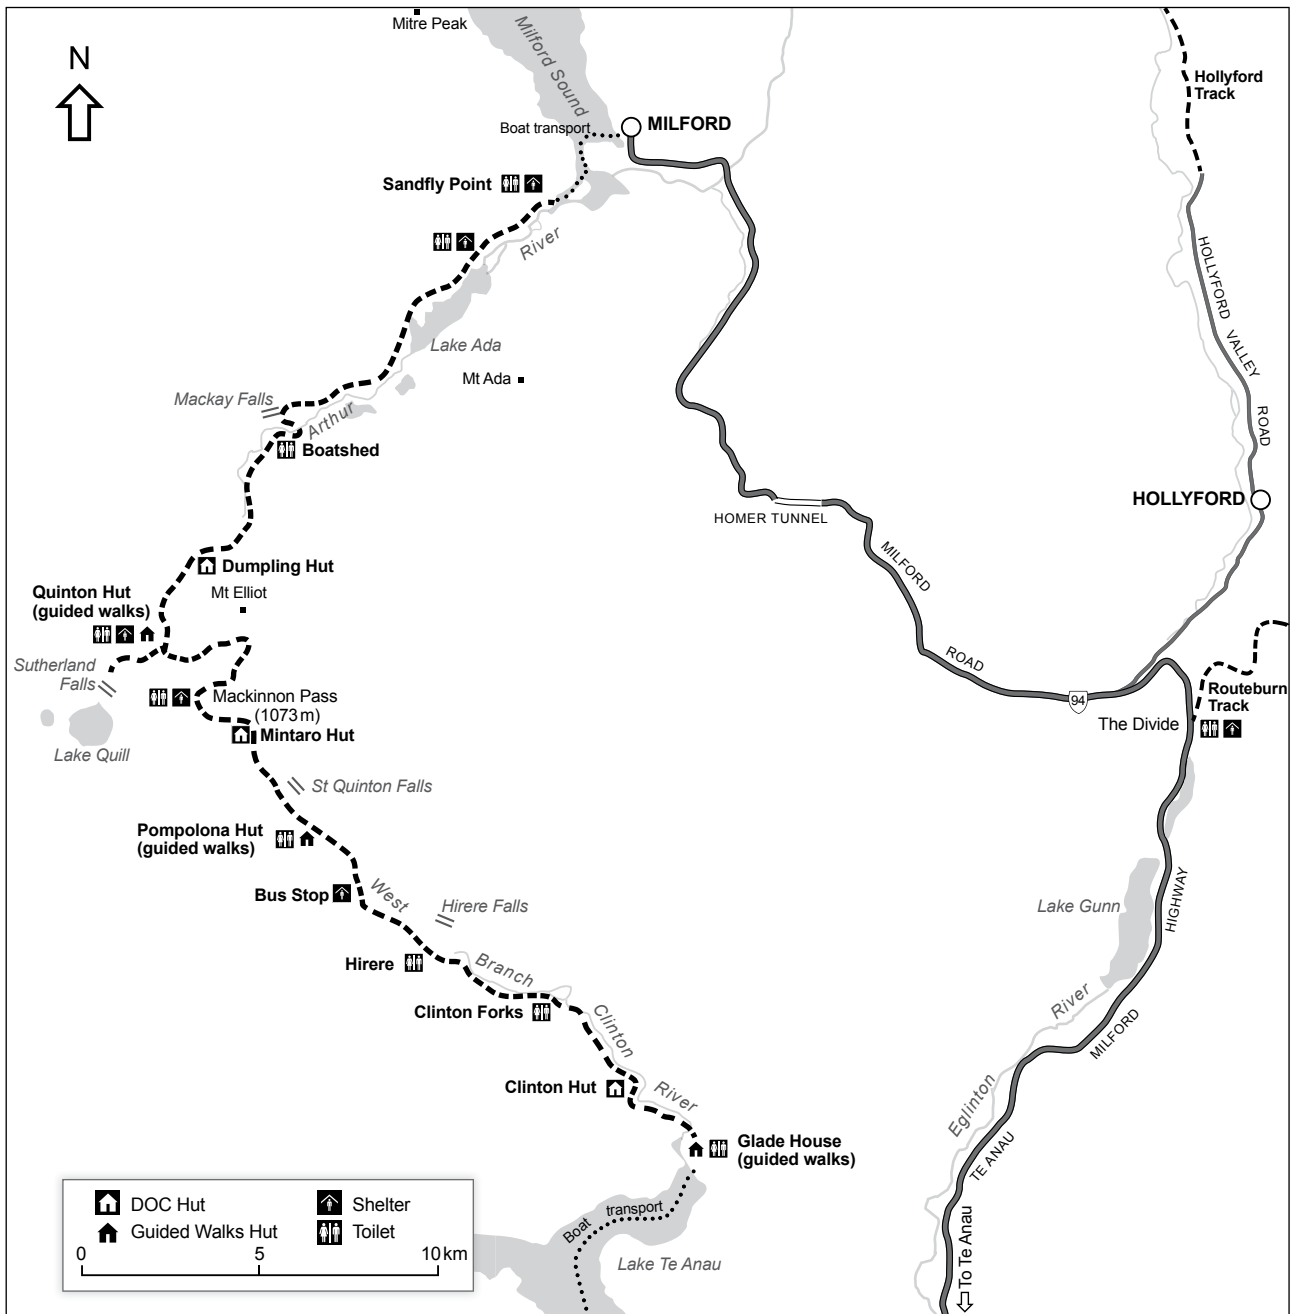 Mitre Peak
N
Milford Sound
Hollyford
Track
Boat transport
MILFORD
Sandfly Point
River
HOLLYFORD VALLEY ROAD
Lake Ada
Mt Ada
Mackay Falls
Arthur
Boatshed
HOLLYFORD
HOMER TUNNEL
MILFORD
Dumpling Hut
Quinton Hut
(guided walks)
Mt Elliot
ROAD
Sutherland
Falls
Mackinnon Pass
(1073 m)
Routeburn
Track
94
The Divide
Mintaro Hut
Lake Quill
St Quinton Falls
Pompolona Hut
(guided walks)
Bus Stop
West
Hirere Falls
Lake Gunn
HIGHWAY
Hirere
Branch
River
Clinton Forks
Clinton
MILFORD
Clinton Hut
River
Eglinton
Glade House
(guided walks)
TE ANAU
DOC Hut
Shelter
Guided Walks Hut
Toilet
0 5 10 km
Boat transport
Lake Te Anau
To Te Anau